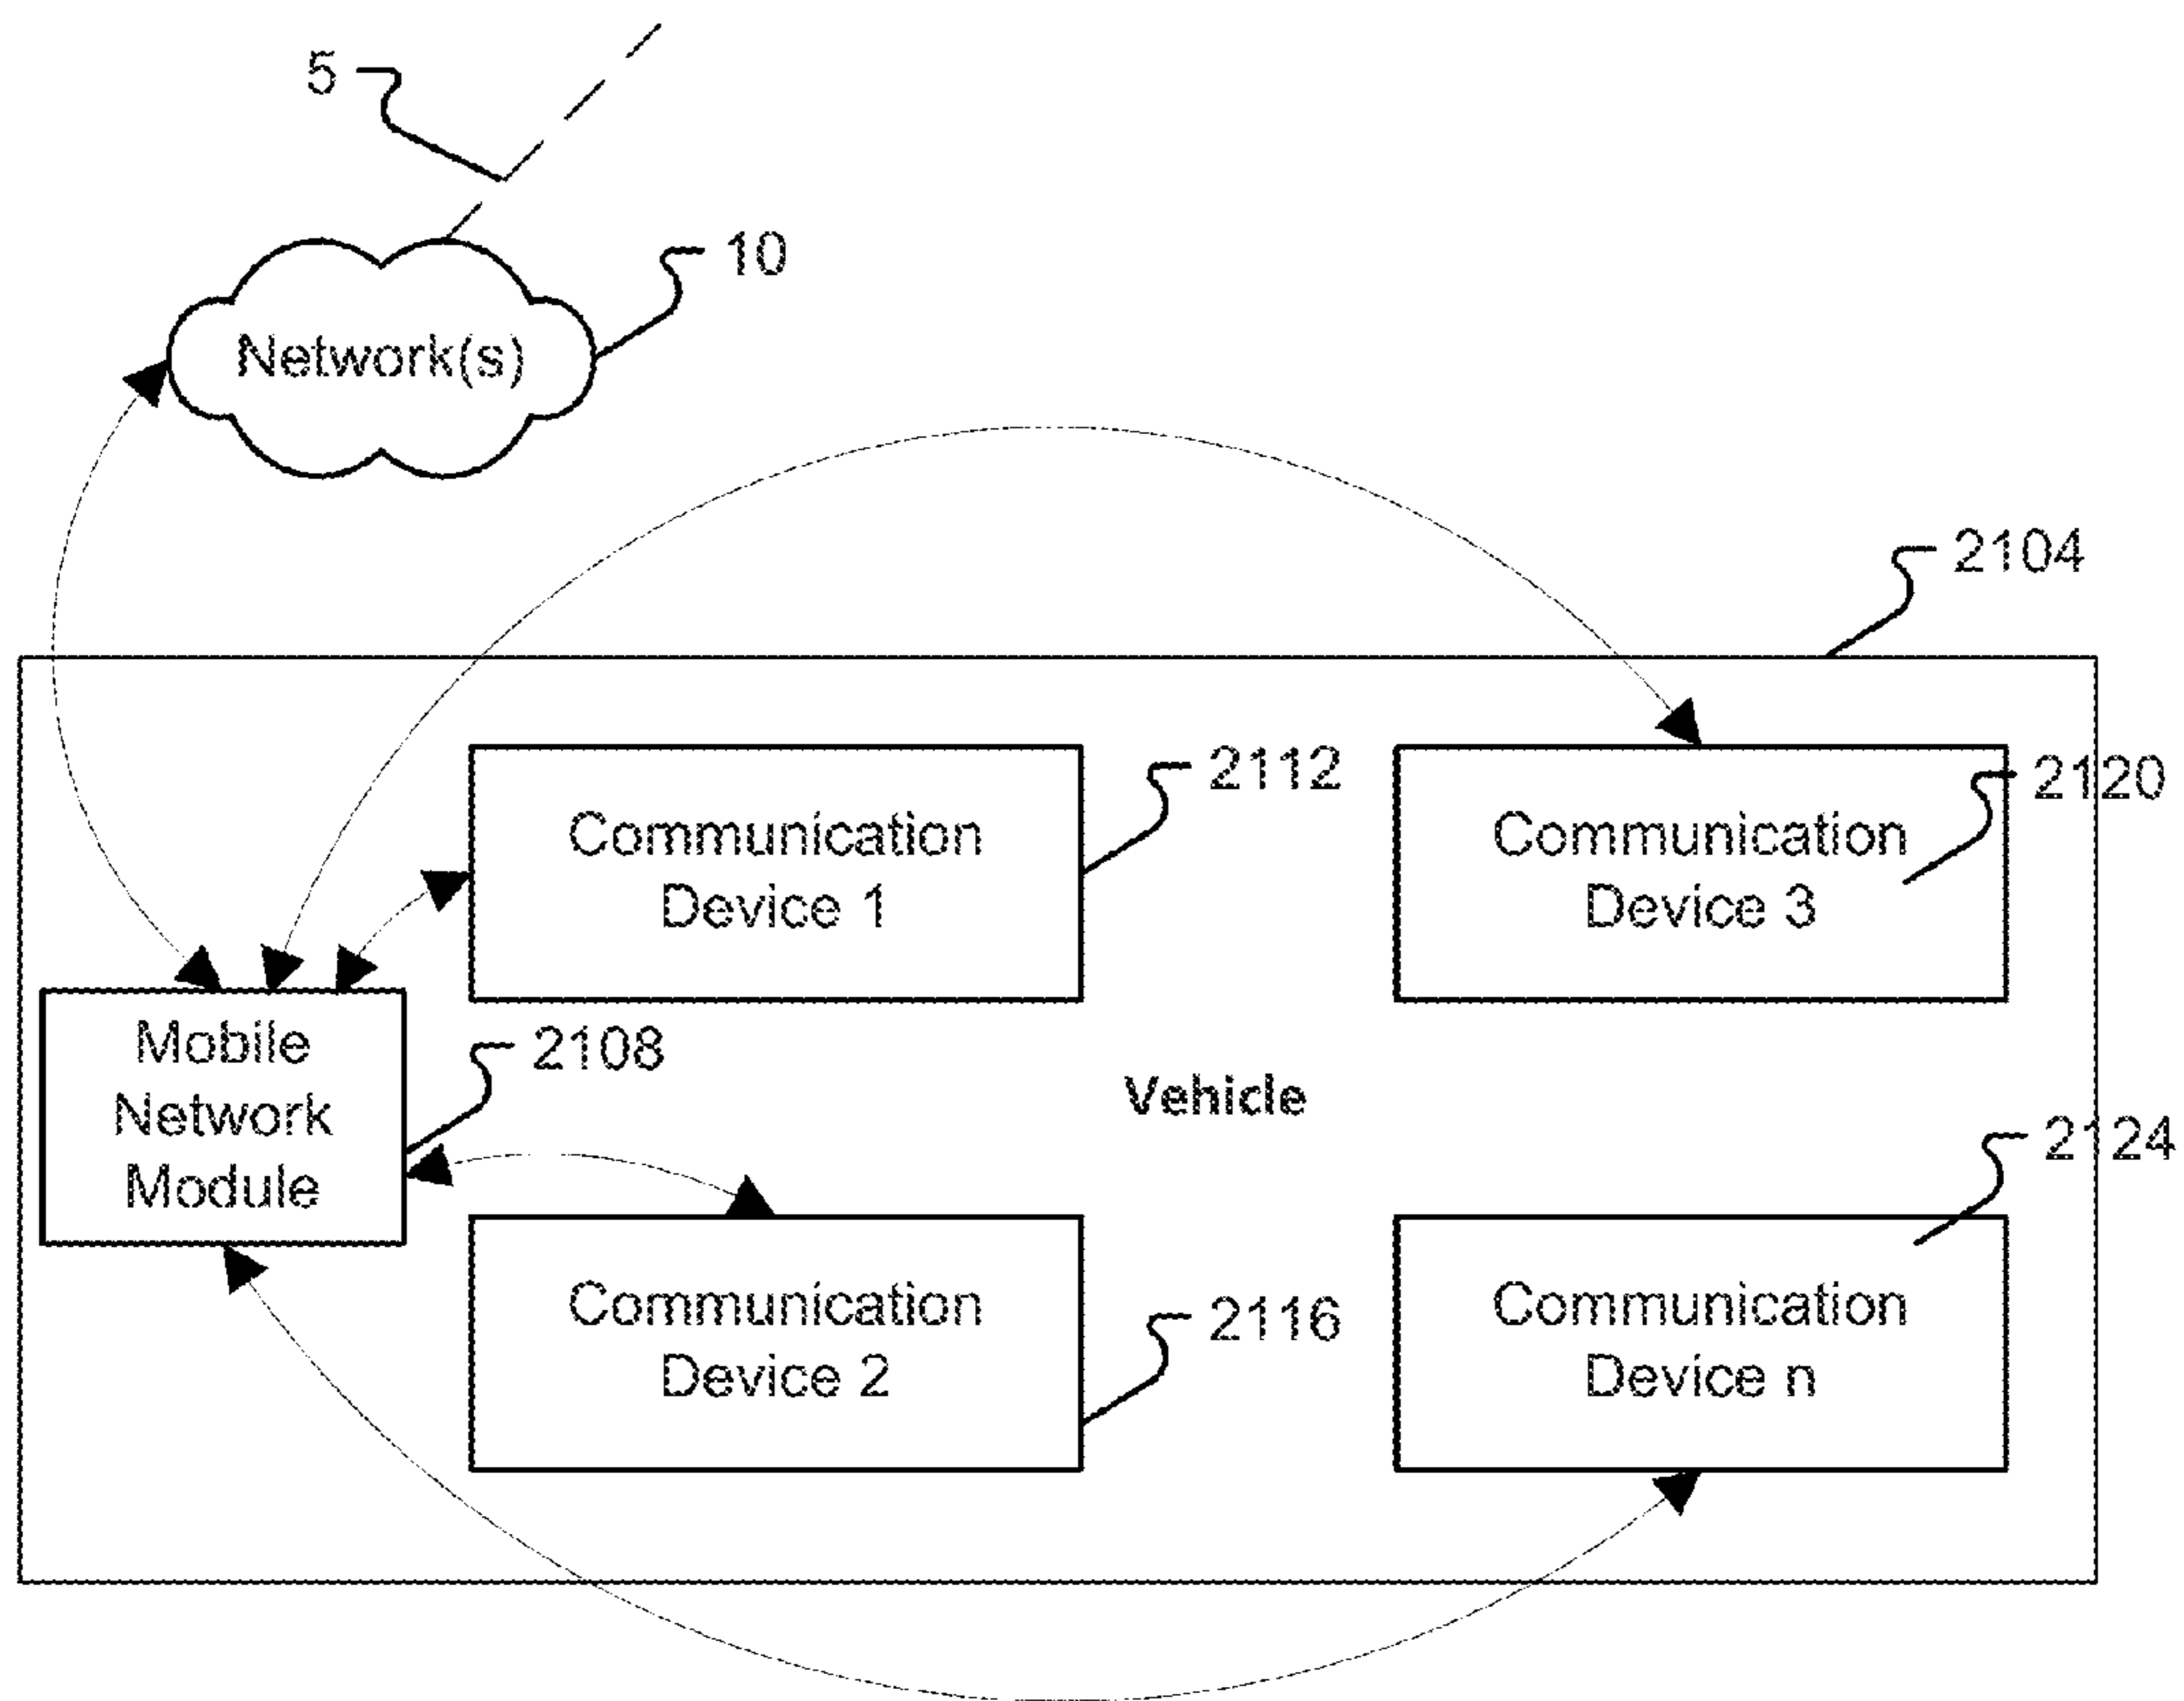 5
10
Network(s)
2104
2112
2120
Communication
Device 1
Communication
Device 3
Mobile
Network
Module
2108
Vehicle
2124
Communication
Device 2
2116
Communication
Device n